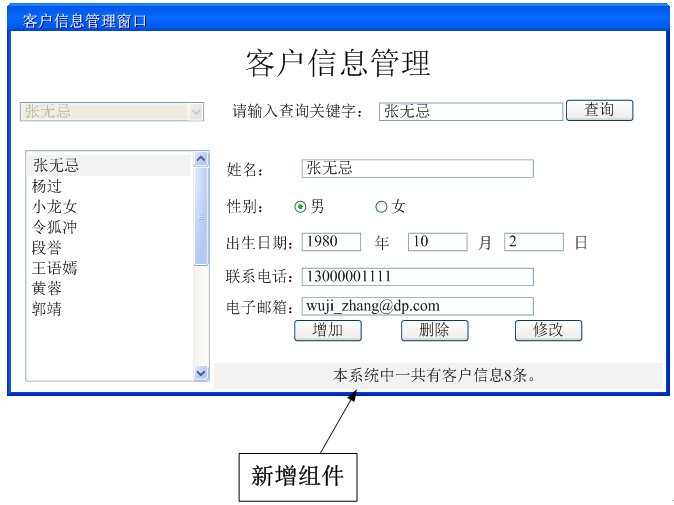 客户信息管理窗口
客户信息管理
张无忌 请输入查询关键字： 张无忌 查询
张无忌
杨过
小龙女
令狐冲
段誉
王语嫣
黄蓉
郭靖
姓名： 张无忌
性别： 男 女
出生日期： 1980 年 10 月 2 日
联系电话： 13000001111
电子邮箱： wuji_zhang@dp.com
增加 删除 修改
本系统中一共有客户信息8条。
新增组件